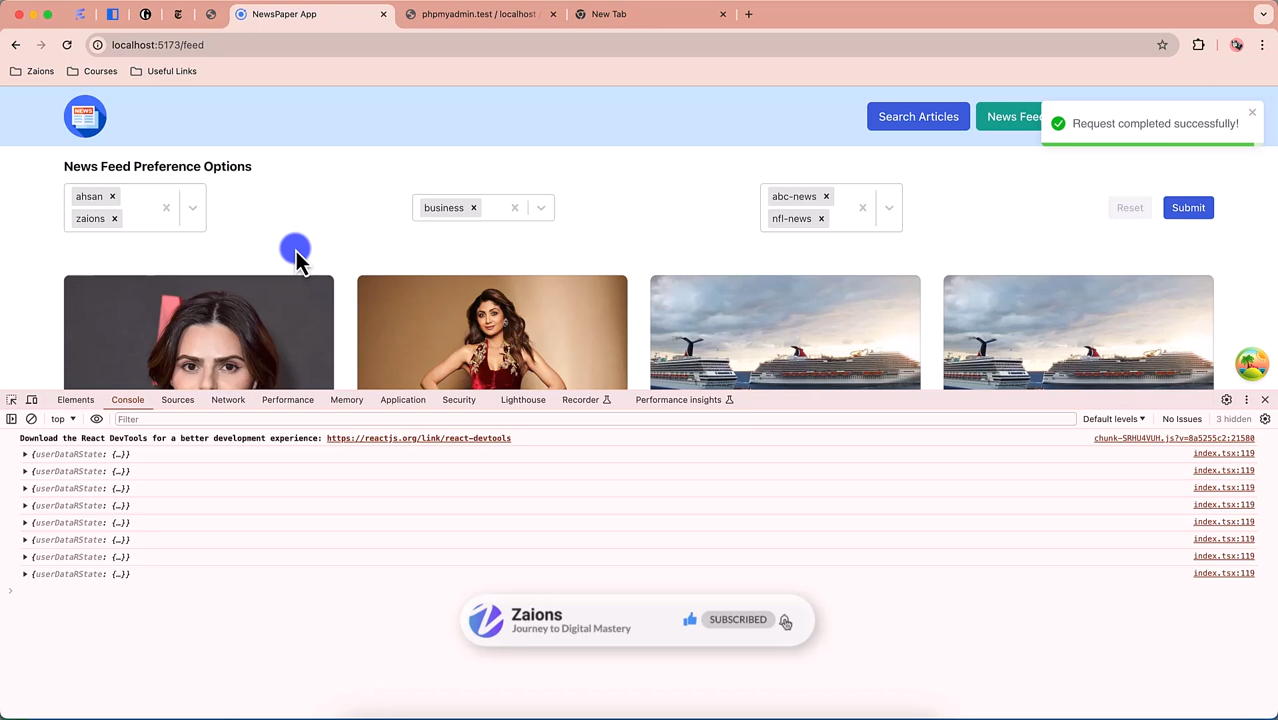 NewsPaper App
phpmyadmin.test / localhost /
New Tab
localhost:5173/feed
Zaions
Courses
Useful Links
NEWS
Search Articles
News Feed
Request completed successfully!
News Feed Preference Options
ahsan
zaions
business
abc-news
nfl-news
Reset
Submit
Elements
Console
Sources
Network
Performance
Memory
Application
Security
Lighthouse
Recorder
Performance insights
top
Filter
Default levels
No Issues
3 hidden
Download the React DevTools for a better development experience: https://reactjs.org/link/react-devtools chunk-SRHU4VUH.js?v=8a5255c2:21580
{userDataRState: {…}} index.tsx:119
{userDataRState: {…}} index.tsx:119
{userDataRState: {…}} index.tsx:119
{userDataRState: {…}} index.tsx:119
{userDataRState: {…}} index.tsx:119
{userDataRState: {…}} index.tsx:119
{userDataRState: {…}} index.tsx:119
{userDataRState: {…}} index.tsx:119
Zaions
Journey to Digital Mastery
SUBSCRIBED